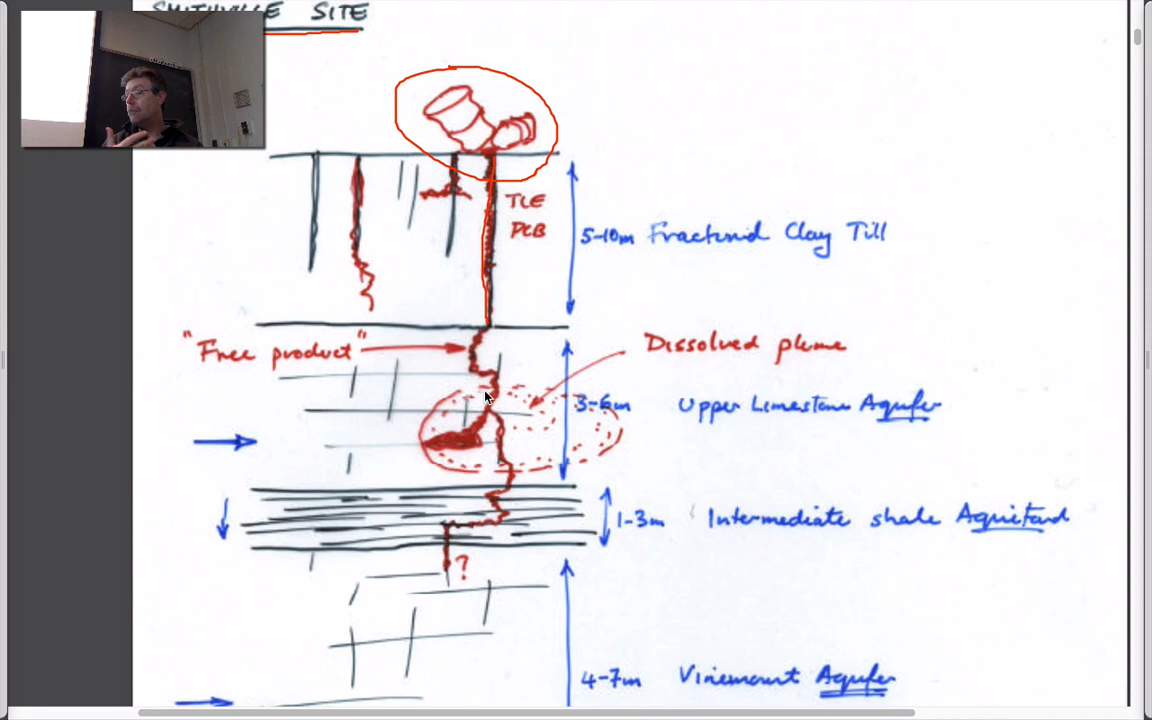 SMITHVILLE SITE
TCE
PCB
5-10m Fractured Clay Till
"Free product"
Dissolved plume
3-6m Upper Limestone Aquifer
1-3m Intermediate shale Aquitard
?
4-7m Vinemount Aquifer